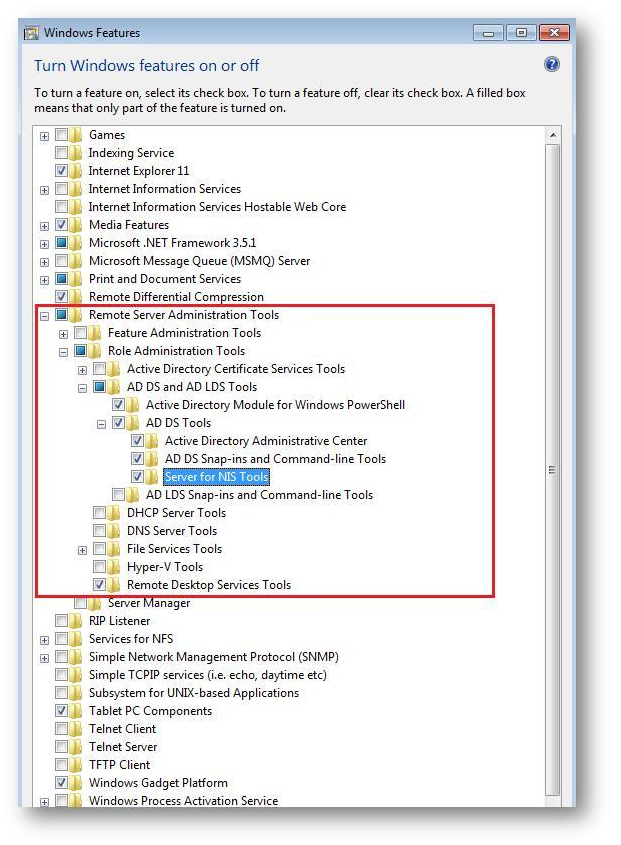 Windows Features
Turn Windows features on or off
To turn a feature on, select its check box. To turn a feature off, clear its check box. A filled box
means that only part of the feature is turned on.
Games
Indexing Service
Internet Explorer 11
Internet Information Services
Internet Information Services Hostable Web Core
Media Features
Microsoft .NET Framework 3.5.1
Microsoft Message Queue (MSMQ) Server
Print and Document Services
Remote Differential Compression
Remote Server Administration Tools
Feature Administration Tools
Role Administration Tools
Active Directory Certificate Services Tools
AD DS and AD LDS Tools
Active Directory Module for Windows PowerShell
AD DS Tools
Active Directory Administrative Center
AD DS Snap-ins and Command-line Tools
Server for NIS Tools
AD LDS Snap-ins and Command-line Tools
DHCP Server Tools
DNS Server Tools
File Services Tools
Hyper-V Tools
Remote Desktop Services Tools
Server Manager
RIP Listener
Services for NFS
Simple Network Management Protocol (SNMP)
Simple TCPIP services (i.e. echo, daytime etc)
Subsystem for UNIX-based Applications
Tablet PC Components
Telnet Client
Telnet Server
TFTP Client
Windows Gadget Platform
Windows Process Activation Service